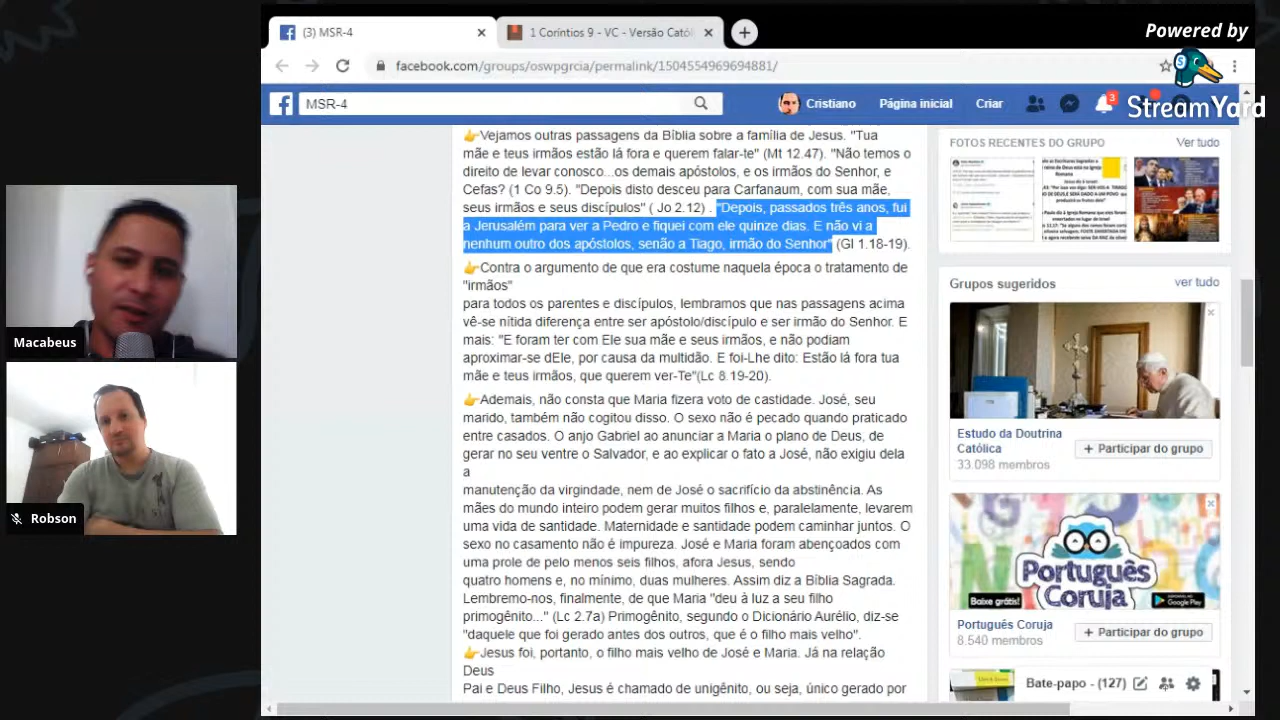 Powered by
StreamYard
(3) MSR-4
1 Coríntios 9 - VC - Versão Catól
facebook.com/groups/oswpgrcia/permalink/1504554969694881/
MSR-4
Cristiano
Página inicial
Criar
3
👉Vejamos outras passagens da Bíblia sobre a família de Jesus. "Tua
mãe e teus irmãos estão lá fora e querem falar-te" (Mt 12.47). "Não temos o
direito de levar conosco...os demais apóstolos, e os irmãos do Senhor, e
Cefas? (1 Co 9.5). "Depois disto desceu para Carfanaum, com sua mãe,
seus irmãos e seus discípulos" ( Jo 2.12) . "Depois, passados três anos, fui
a Jerusalém para ver a Pedro, e fiquei com ele quinze dias. E não vi a
nenhum outro dos apóstolos, senão a Tiago, irmão do Senhor" (Gl 1.18-19).
👉Contra o argumento de que era costume naquela época o tratamento de
"irmãos"
para todos os parentes e discípulos, lembramos que nas passagens acima
vê-se nítida diferença entre ser apóstolo/discípulo e ser irmão do Senhor. E
mais: "E foram ter com Ele sua mãe e seus irmãos, e não podiam
aproximar-se dEle, por causa da multidão. E foi-Lhe dito: Estão lá fora tua
mãe e teus irmãos, que querem ver-Te"(Lc 8.19-20).
👉Ademais, não consta que Maria fizera voto de castidade. José, seu
marido, também não cogitou disso. O sexo não é pecado quando praticado
entre casados. O anjo Gabriel ao anunciar a Maria o plano de Deus, de
gerar no seu ventre o Salvador, e ao explicar o fato a José, não exigiu dela
a
manutenção da virgindade, nem de José o sacrifício da abstinência. As
mães do mundo inteiro podem gerar muitos filhos e, paralelamente, levarem
uma vida de santidade. Maternidade e santidade podem caminhar juntos. O
sexo no casamento não é impureza. José e Maria foram abençoados com
uma prole de pelo menos seis filhos, afora Jesus, sendo
quatro homens e, no mínimo, duas mulheres. Assim diz a Bíblia Sagrada.
Lembremo-nos, finalmente, de que Maria "deu à luz a seu filho
primogênito..." (Lc 2.7a) Primogênito, segundo o Dicionário Aurélio, diz-se
"daquele que foi gerado antes dos outros, que é o filho mais velho".
👉Jesus foi, portanto, o filho mais velho de José e Maria. Já na relação
Deus
Pai e Deus Filho, Jesus é chamado de unigênito, ou seja, único gerado por
FOTOS RECENTES DO GRUPO
Ver tudo
Grupos sugeridos
ver tudo
Estudo da Doutrina
Católica
33.098 membros
+ Participar do grupo
Português
Coruja
Baixe grátis!
Google Play
Português Coruja
8.540 membros
+ Participar do grupo
Bate-papo - (127)
Macabeus
Robson